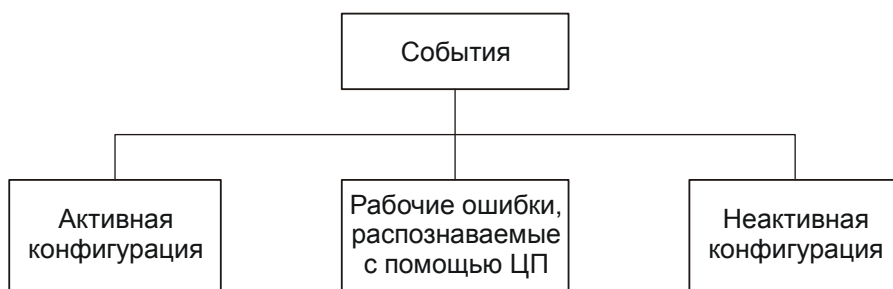 События
Активная
конфигурация
Рабочие ошибки,
распознаваемые
с помощью ЦП
Неактивная
конфигурация